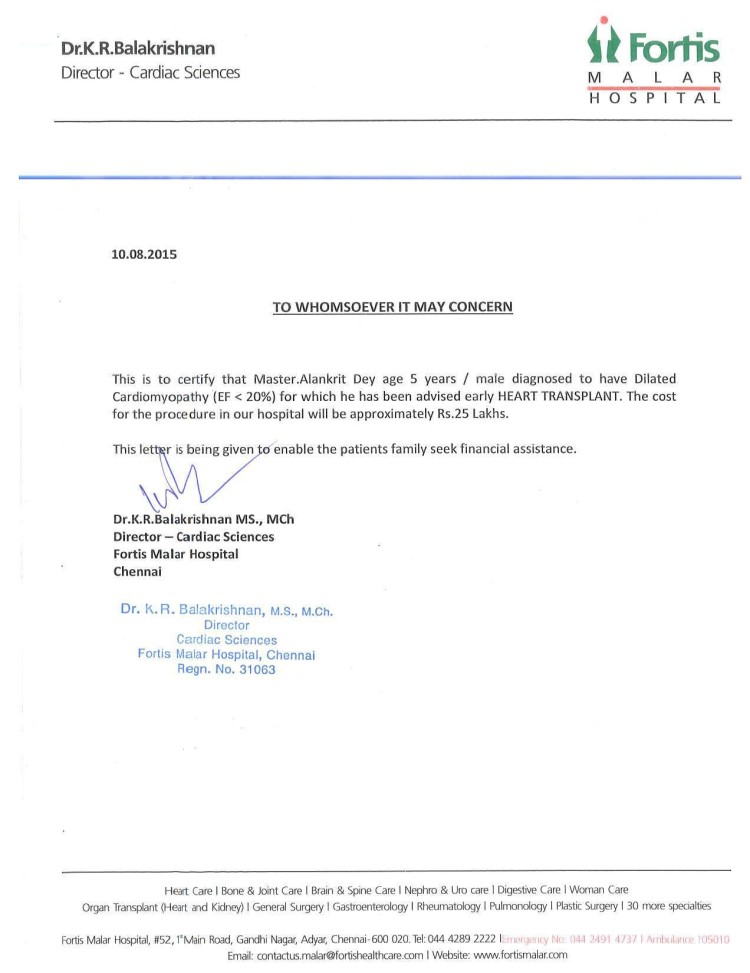 Dr.K.R.Balakrishnan
Director - Cardiac Sciences
Fortis
MALAR
HOSPITAL
10.08.2015
TO WHOMSOEVER IT MAY CONCERN
This is to certify that Master.Alankrit Dey age 5 years / male diagnosed to have Dilated
Cardiomyopathy (EF < 20%) for which he has been advised early HEART TRANSPLANT. The cost
for the procedure in our hospital will be approximately Rs.25 Lakhs.
This letter is being given to enable the patients family seek financial assistance.
Dr.K.R.Balakrishnan MS., MCh
Director – Cardiac Sciences
Fortis Malar Hospital
Chennai
Dr. K.R. Balakrishnan, M.S., M.Ch.
Director
Cardiac Sciences
Fortis Malar Hospital, Chennai
Regn. No. 31063
Heart Care l Bone & Joint Care l Brain & Spine Care l Nephro & Uro care l Digestive Care l Woman Care
Organ Transplant (Heart and Kidney) l General Surgery l Gastroenterology l Rheumatology l Pulmonology l Plastic Surgery l 30 more specialties
Fortis Malar Hospital, #52, 1st Main Road, Gandhi Nagar, Adyar, Chennai-600 020. Tel: 044 4289 2222 l Emergency No: 044 2491 4737 l Ambulance 105010
Email: contactus.malar@fortishealthcare.com l Website: www.fortismalar.com